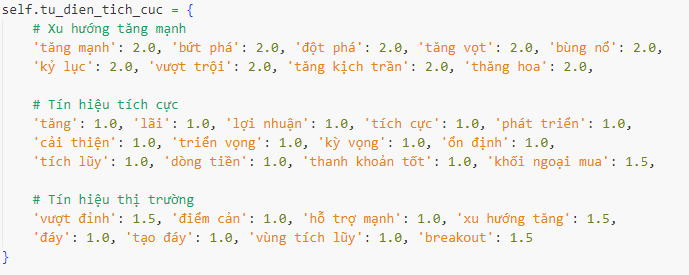 self.tu_dien_tich_cuc = {
# Xu hướng tăng mạnh
'tăng mạnh': 2.0, 'bứt phá': 2.0, 'đột phá': 2.0, 'tăng vọt': 2.0, 'bùng nổ': 2.0,
'kỷ lục': 2.0, 'vượt trội': 2.0, 'tăng kịch trần': 2.0, 'thăng hoa': 2.0,
# Tín hiệu tích cực
'tăng': 1.0, 'lãi': 1.0, 'lợi nhuận': 1.0, 'tích cực': 1.0, 'phát triển': 1.0,
'cải thiện': 1.0, 'triển vọng': 1.0, 'kỳ vọng': 1.0, 'ổn định': 1.0,
'tích lũy': 1.0, 'dòng tiền': 1.0, 'thanh khoản tốt': 1.0, 'khối ngoại mua': 1.5,
# Tín hiệu thị trường
'vượt đỉnh': 1.5, 'điểm cản': 1.0, 'hỗ trợ mạnh': 1.0, 'xu hướng tăng': 1.5,
'đáy': 1.0, 'tạo đáy': 1.0, 'vùng tích lũy': 1.0, 'breakout': 1.5
}